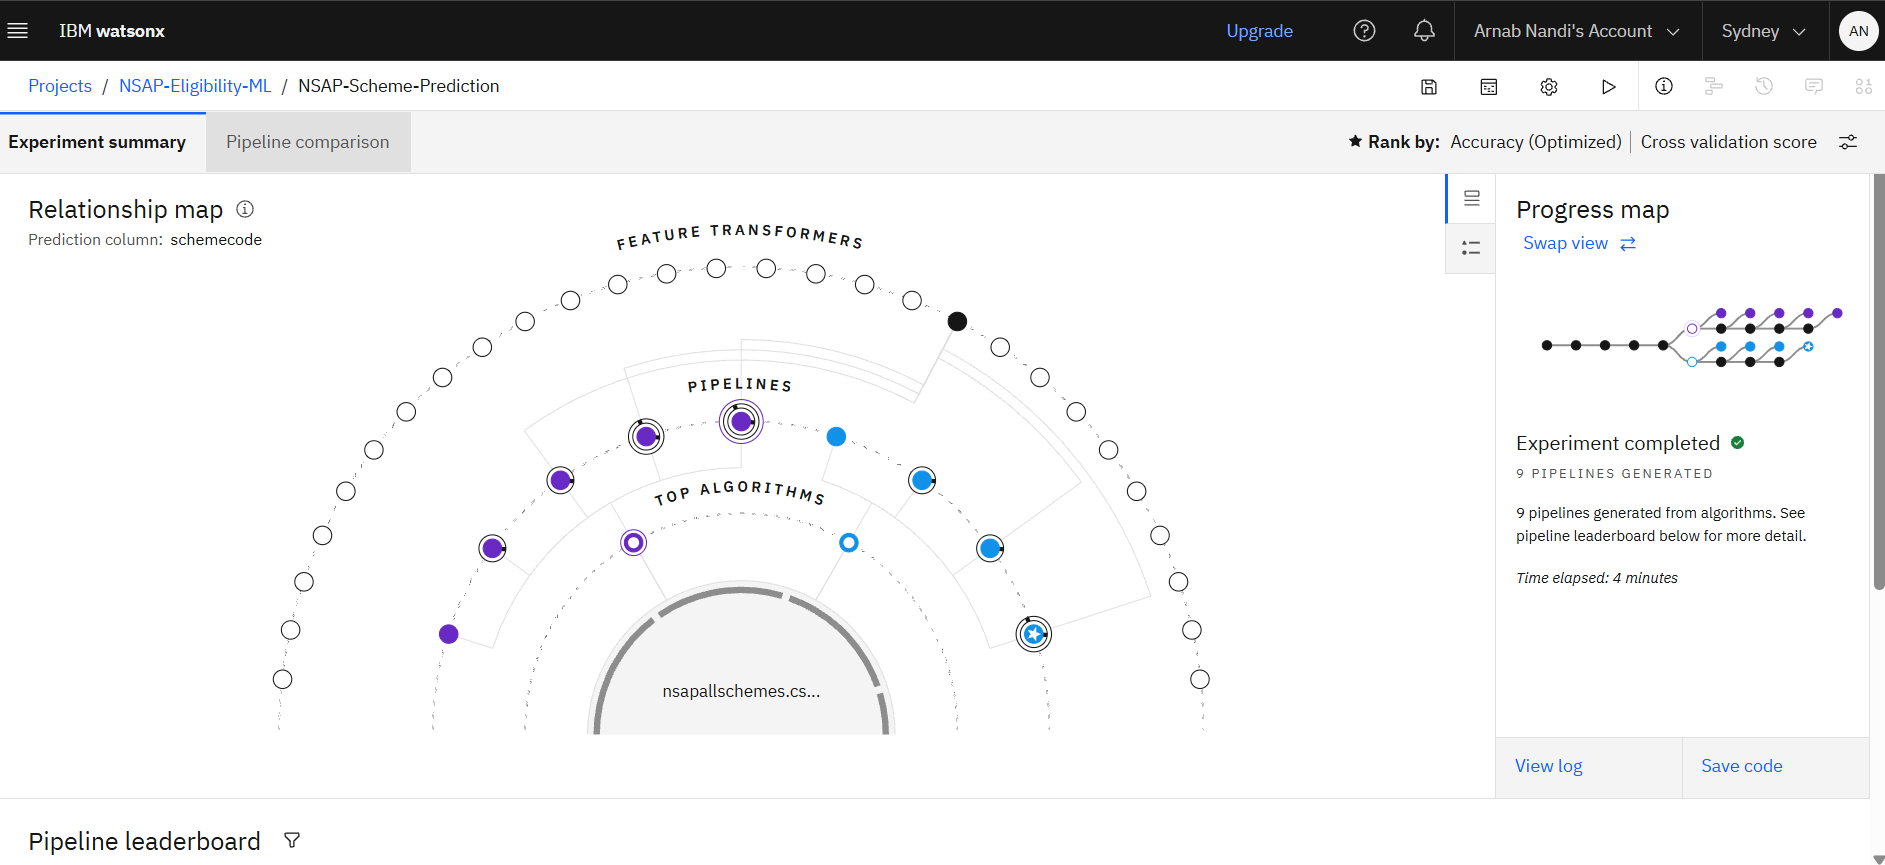 IBM watsonx
Upgrade
Arnab Nandi's Account
Sydney
AN
Projects / NSAP-Eligibility-ML / NSAP-Scheme-Prediction
Experiment summary
Pipeline comparison
Rank by: Accuracy (Optimized) | Cross validation score
Relationship map
Prediction column: schemecode
FEATURE TRANSFORMERS
PIPELINES
TOP ALGORITHMS
nsapallschemes.cs...
Progress map
Swap view
Experiment completed
9 PIPELINES GENERATED
9 pipelines generated from algorithms. See
pipeline leaderboard below for more detail.
Time elapsed: 4 minutes
View log
Save code
Pipeline leaderboard